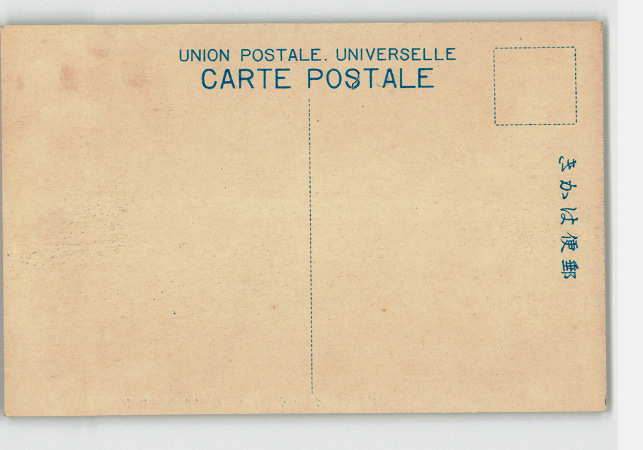 UNION POSTALE. UNIVERSELLE
CARTE POSTALE
きかは便郵